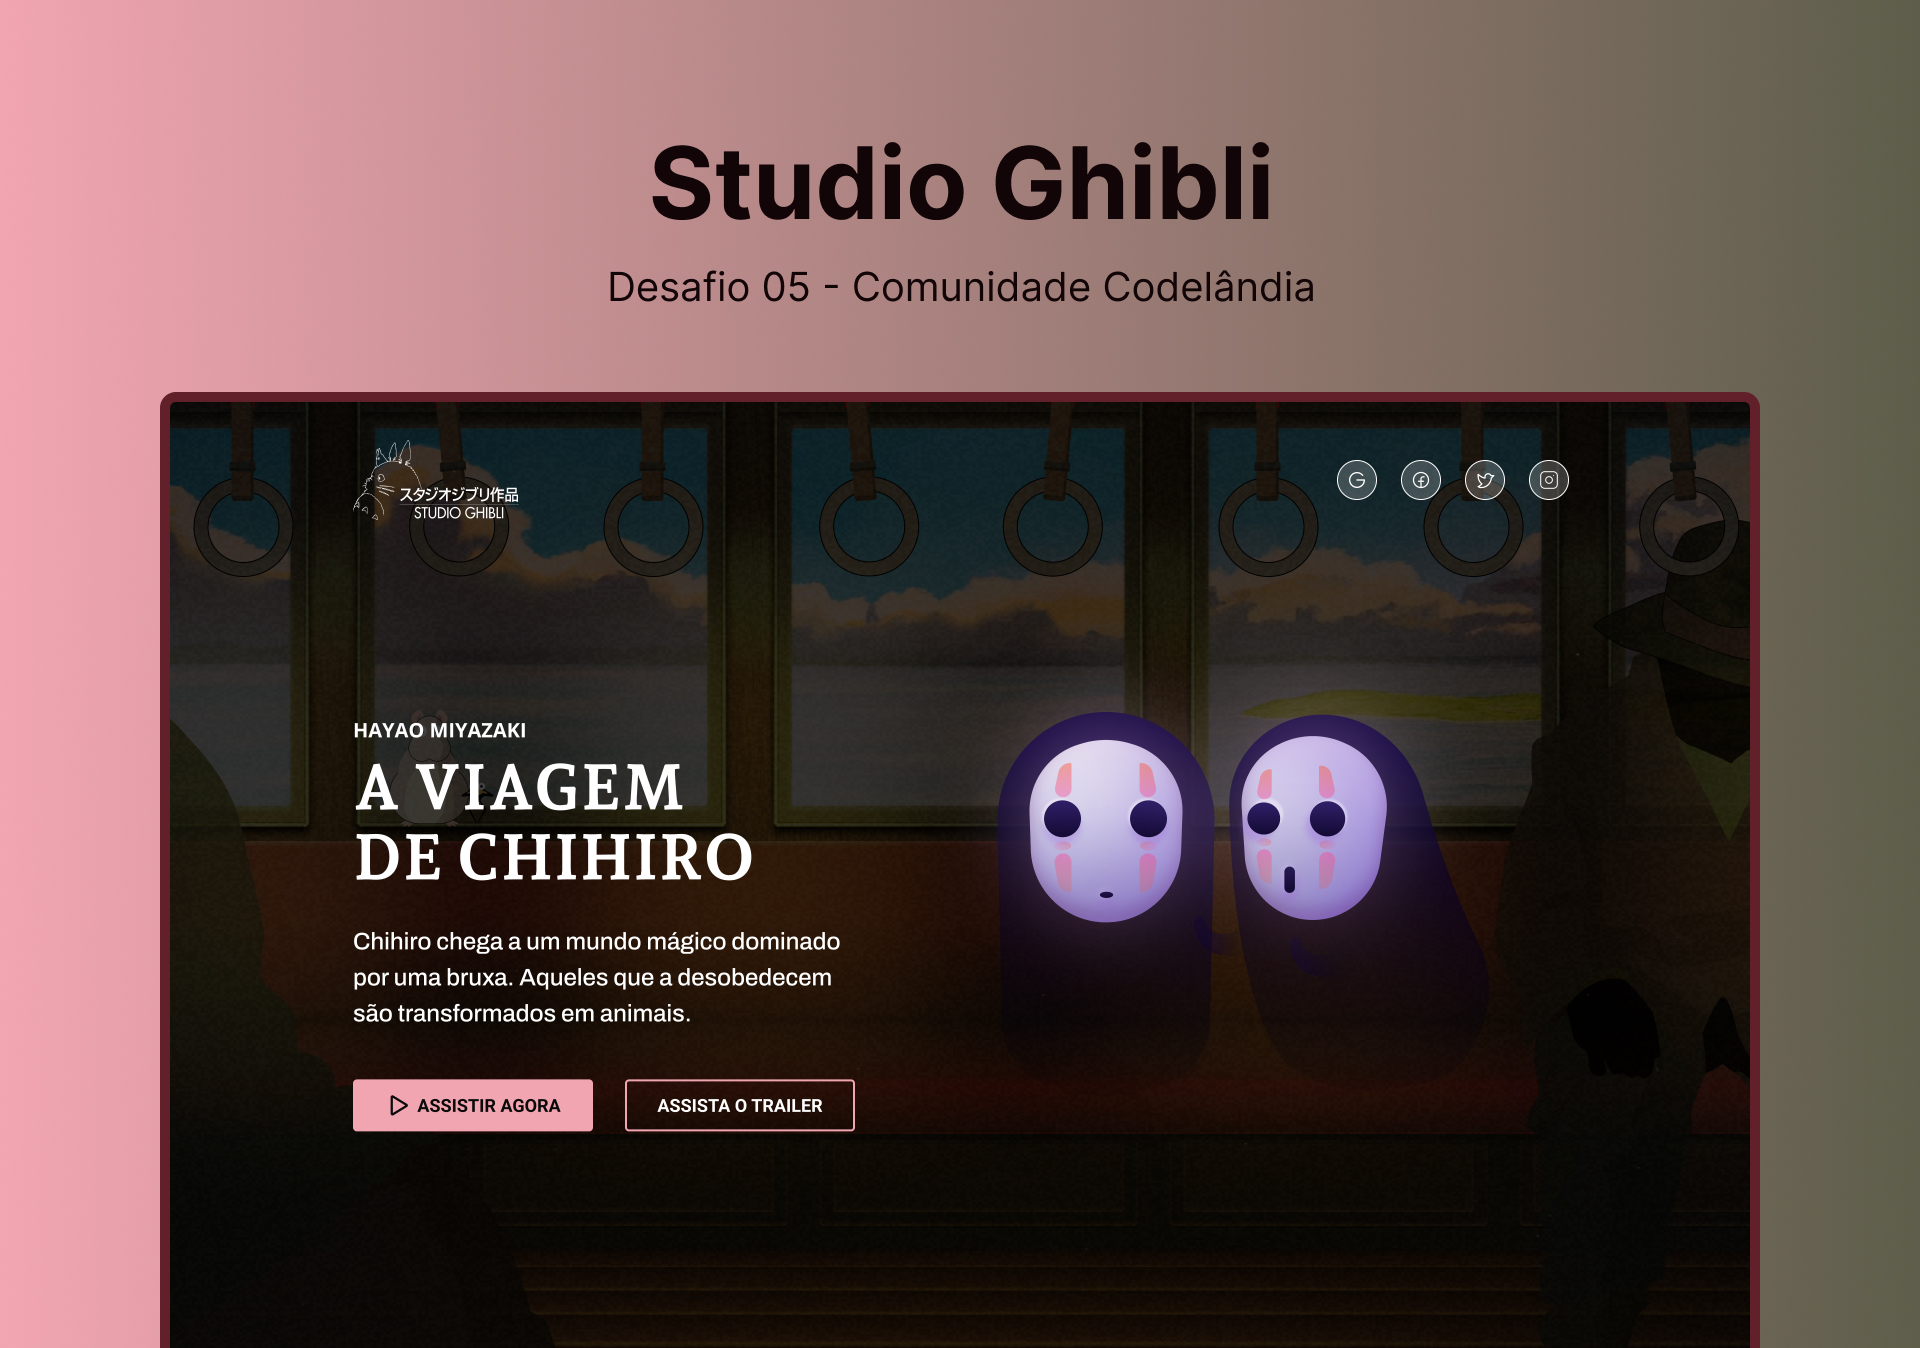 Studio Ghibli
Desafio 05 - Comunidade Codelândia
スタジオジブリ作品
STUDIO GHIBLI
HAYAO MIYAZAKI
A VIAGEM
DE CHIHIRO
Chihiro chega a um mundo mágico dominado
por uma bruxa. Aqueles que a desobedecem
são transformados em animais.
ASSISTIR AGORA
ASSISTA O TRAILER